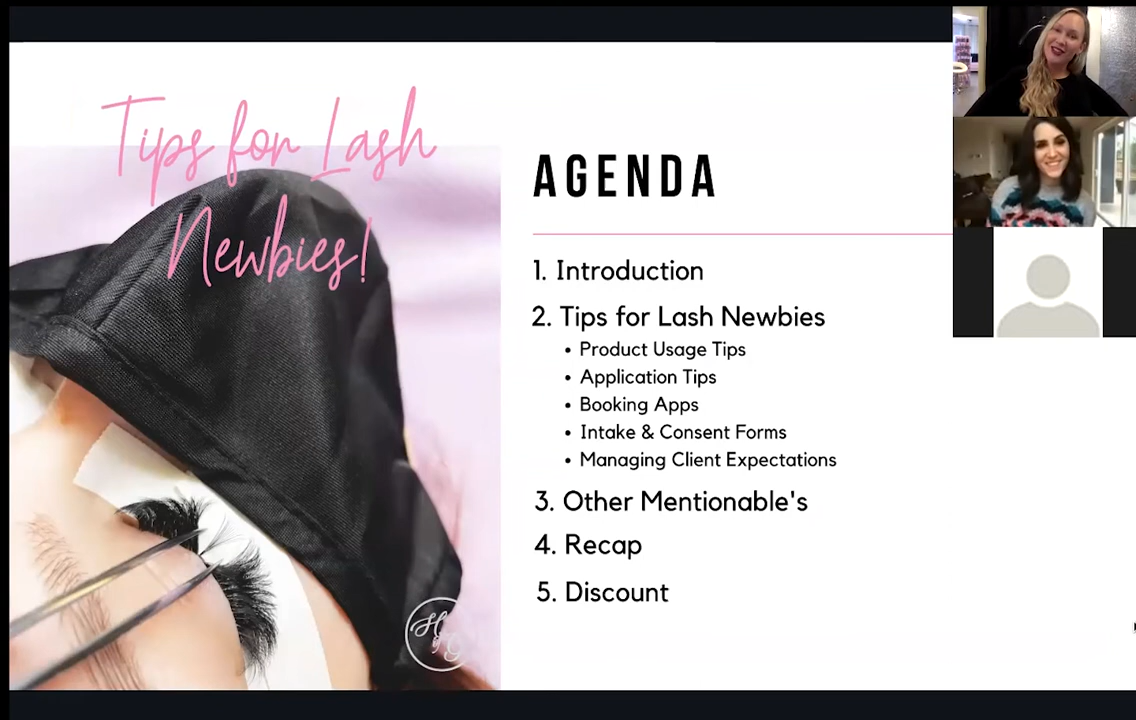 Tips for Lash
Newbies!
AGENDA
1. Introduction
2. Tips for Lash Newbies
• Product Usage Tips
• Application Tips
• Booking Apps
• Intake & Consent Forms
• Managing Client Expectations
3. Other Mentionable's
4. Recap
5. Discount